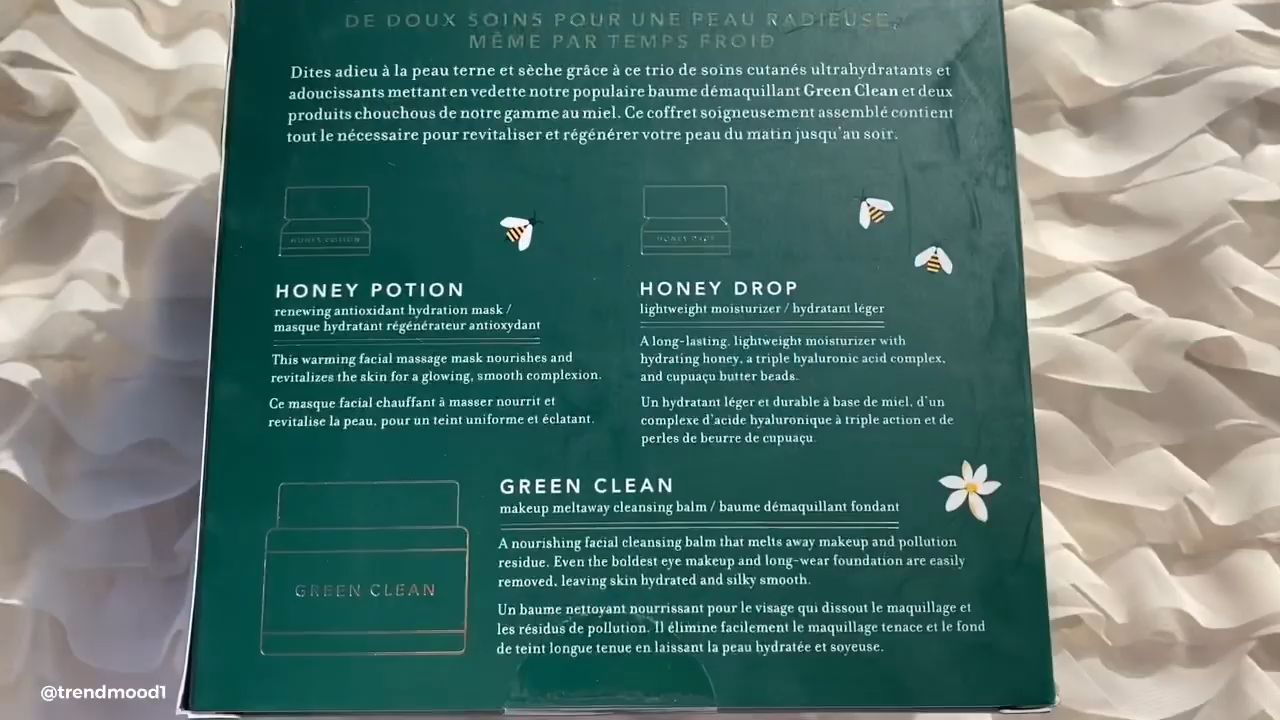 DE DOUX SOINS POUR UNE PEAU RADIEUSE,
MÊME PAR TEMPS FROID
Dites adieu à la peau terne et sèche grâce à ce trio de soins cutanés ultrahydratants et
adoucissants mettant en vedette notre populaire baume démaquillant Green Clean et deux
produits chouchous de notre gamme au miel. Ce coffret soigneusement assemblé contient
tout le nécessaire pour revitaliser et régénérer votre peau du matin jusqu'au soir.
HONEY POTION
HONEY POTION
renewing antioxidant hydration mask /
masque hydratant régénérateur antioxydant
This warming facial massage mask nourishes and
revitalizes the skin for a glowing, smooth complexion.
Ce masque facial chauffant à masser nourrit et
revitalise la peau, pour un teint uniforme et éclatant.
HONEY DROP
HONEY DROP
lightweight moisturizer / hydratant léger
A long-lasting, lightweight moisturizer with
hydrating honey, a triple hyaluronic acid complex,
and cupuaçu butter beads.
Un hydratant léger et durable à base de miel, d'un
complexe d'acide hyaluronique à triple action et de
perles de beurre de cupuaçu.
GREEN CLEAN
GREEN CLEAN
makeup meltaway cleansing balm / baume démaquillant fondant
A nourishing facial cleansing balm that melts away makeup and pollution
residue. Even the boldest eye makeup and long-wear foundation are easily
removed, leaving skin hydrated and silky smooth.
Un baume nettoyant nourrissant pour le visage qui dissout le maquillage et
les résidus de pollution. Il élimine facilement le maquillage tenace et le fond
de teint longue tenue en laissant la peau hydratée et soyeuse.
@trendmood1